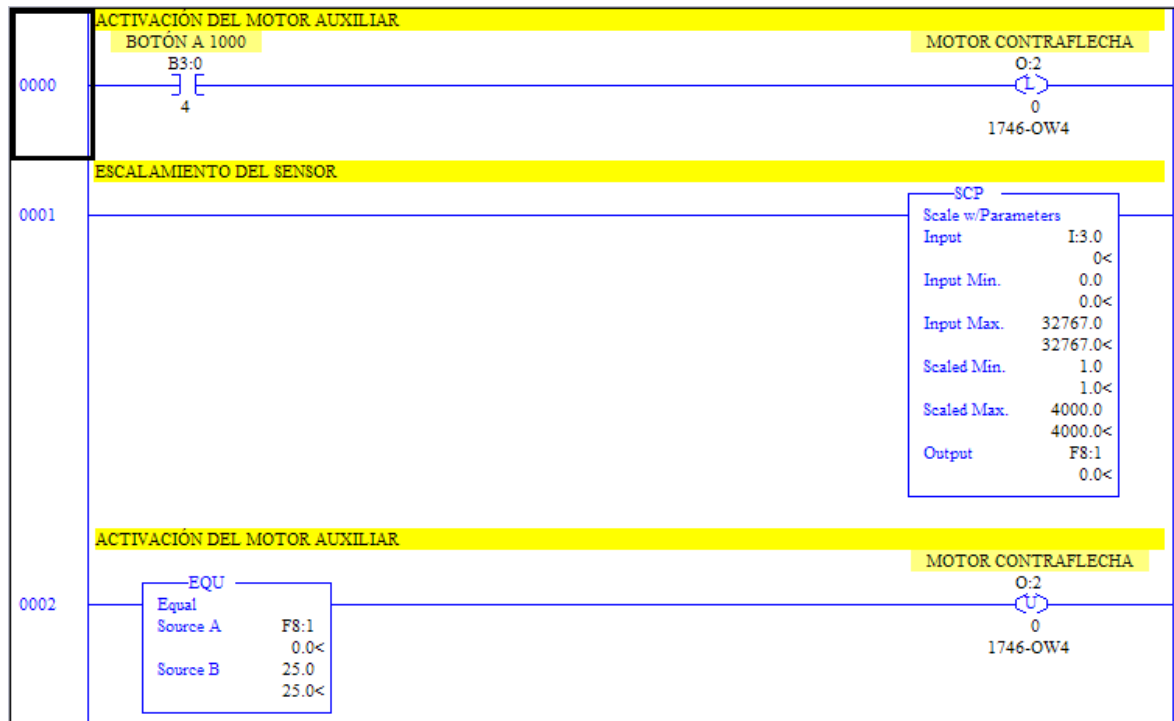 ACTIVACIÓN DEL MOTOR AUXILIAR
BOTÓN A 1000
MOTOR CONTRAFLECHA
B3:0
O:2
0000
L
4
0
1746-OW4
ESCALAMIENTO DEL SENSOR
SCP
0001
Scale w/Parameters
Input I:3.0
0<
Input Min. 0.0
0.0<
Input Max. 32767.0
32767.0<
Scaled Min. 1.0
1.0<
Scaled Max. 4000.0
4000.0<
Output F8:1
0.0<
ACTIVACIÓN DEL MOTOR AUXILIAR
MOTOR CONTRAFLECHA
EQU
O:2
0002
Equal
U
Source A F8:1
0
0.0<
1746-OW4
Source B 25.0
25.0<